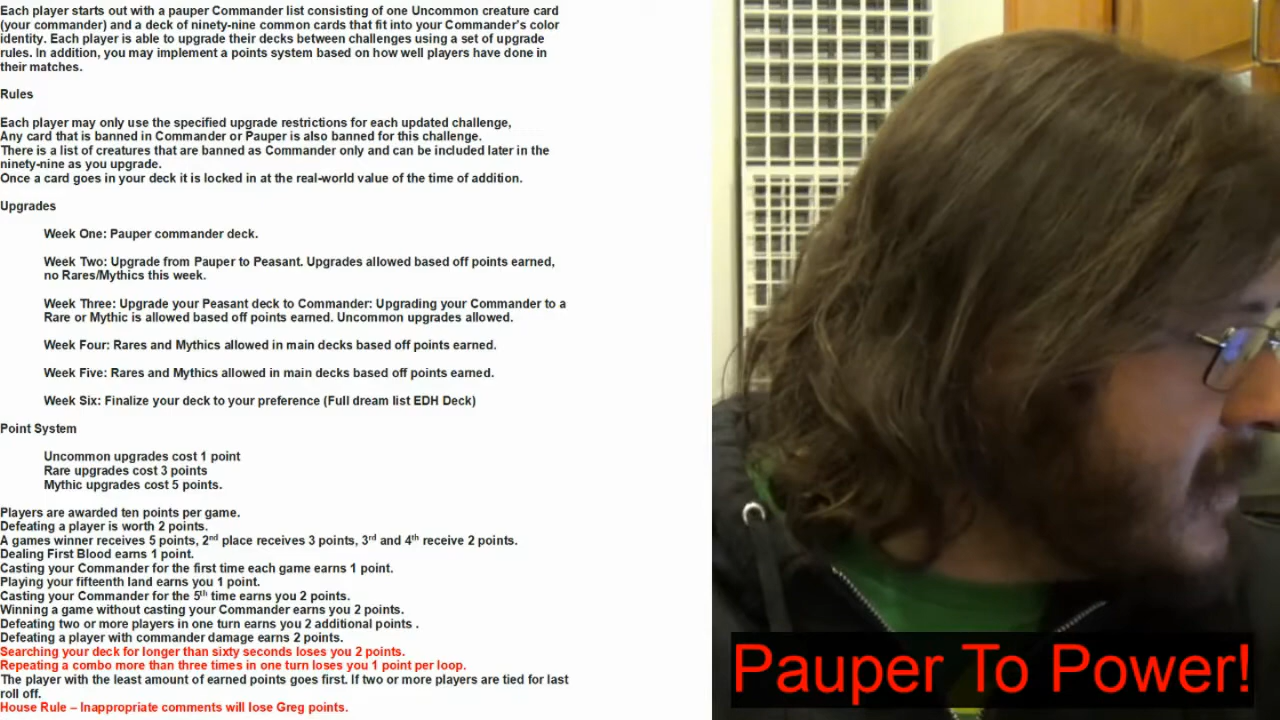 Each player starts out with a pauper Commander list consisting of one Uncommon creature card
(your commander) and a deck of ninety-nine common cards that fit into your Commander's color
identity. Each player is able to upgrade their decks between challenges using a set of upgrade
rules. In addition, you may implement a points system based on how well players have done in
their matches.
Rules
Each player may only use the specified upgrade restrictions for each updated challenge,
Any card that is banned in Commander or Pauper is also banned for this challenge.
There is a list of creatures that are banned as Commander only and can be included later in the
ninety-nine as you upgrade.
Once a card goes in your deck it is locked in at the real-world value of the time of addition.
Upgrades
Week One: Pauper commander deck.
Week Two: Upgrade from Pauper to Peasant. Upgrades allowed based off points earned,
no Rares/Mythics this week.
Week Three: Upgrade your Peasant deck to Commander: Upgrading your Commander to a
Rare or Mythic is allowed based off points earned. Uncommon upgrades allowed.
Week Four: Rares and Mythics allowed in main decks based off points earned.
Week Five: Rares and Mythics allowed in main decks based off points earned.
Week Six: Finalize your deck to your preference (Full dream list EDH Deck)
Point System
Uncommon upgrades cost 1 point
Rare upgrades cost 3 points
Mythic upgrades cost 5 points.
Players are awarded ten points per game.
Defeating a player is worth 2 points.
A games winner receives 5 points, 2nd place receives 3 points, 3rd and 4th receive 2 points.
Dealing First Blood earns 1 point.
Casting your Commander for the first time each game earns 1 point.
Playing your fifteenth land earns you 1 point.
Casting your Commander for the 5th time earns you 2 points.
Winning a game without casting your Commander earns you 2 points.
Defeating two or more players in one turn earns you 2 additional points .
Defeating a player with commander damage earns 2 points.
Searching your deck for longer than sixty seconds loses you 2 points.
Repeating a combo more than three times in one turn loses you 1 point per loop.
The player with the least amount of earned points goes first. If two or more players are tied for last
roll off.
House Rule – Inappropriate comments will lose Greg points.
Pauper To Power!